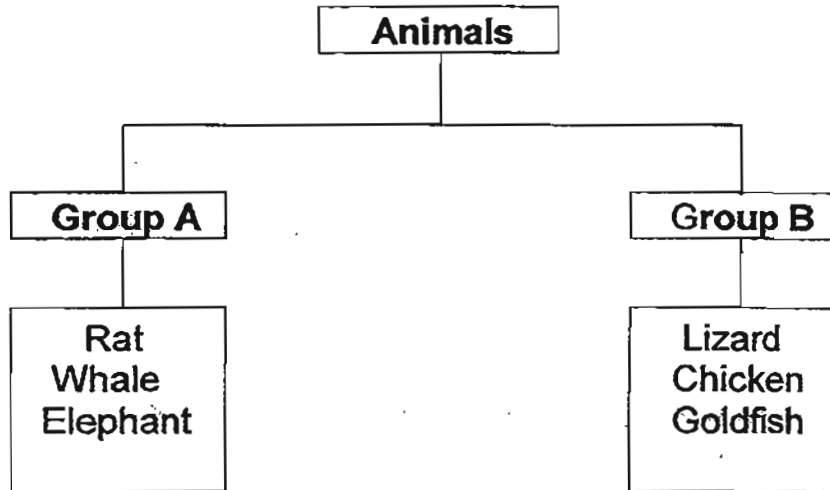 Animals
Group A
Group B
Rat
Whale
Elephant
Lizard
Chicken
Goldfish